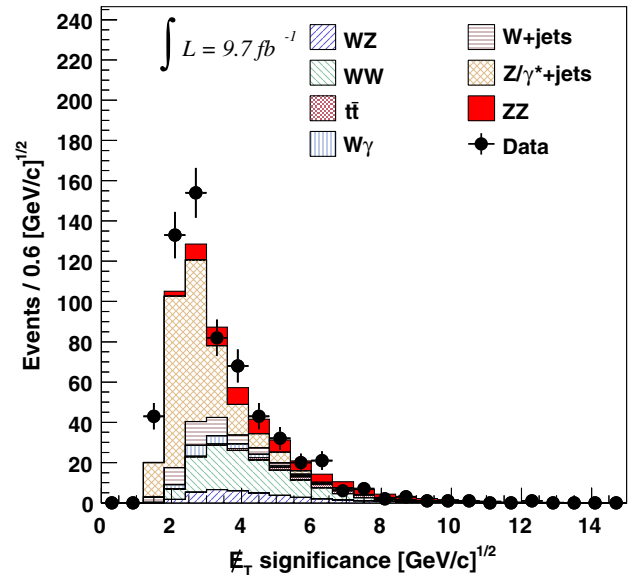 ∫ L = 9.7 fb⁻¹
WZ
WW
tt̄
Wγ
W+jets
Z/γ*+jets
ZZ
Data
Events / 0.6 [GeV/c]^1/2
240
220
200
180
160
140
120
100
80
60
40
20
0
0 2 4 6 8 10 12 14
E̸_T significance [GeV/c]^1/2